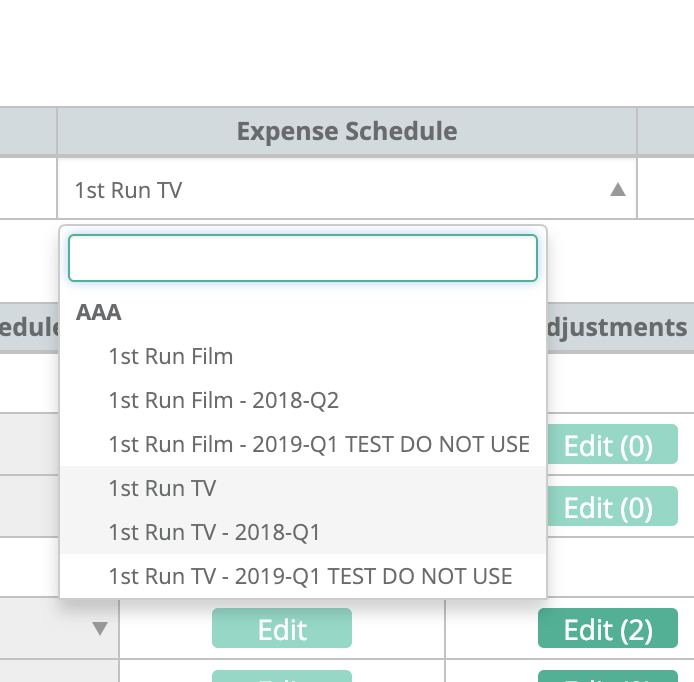 Expense Schedule
1st Run TV
AAA
1st Run Film
1st Run Film - 2018-Q2
1st Run Film - 2019-Q1 TEST DO NOT USE
1st Run TV
1st Run TV - 2018-Q1
1st Run TV - 2019-Q1 TEST DO NOT USE
edule
djustments
Edit (0)
Edit (0)
Edit
Edit (2)